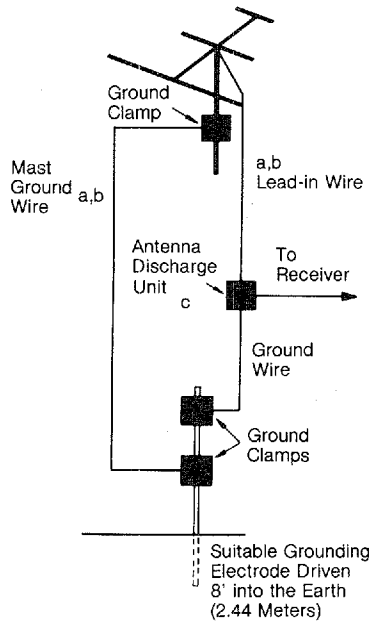 Ground
Clamp
Mast
Ground
Wire
a,b
a,b
Lead-in Wire
Antenna
Discharge
Unit
c
To
Receiver
Ground
Wire
Ground
Clamps
Suitable Grounding
Electrode Driven
8' into the Earth
(2.44 Meters)